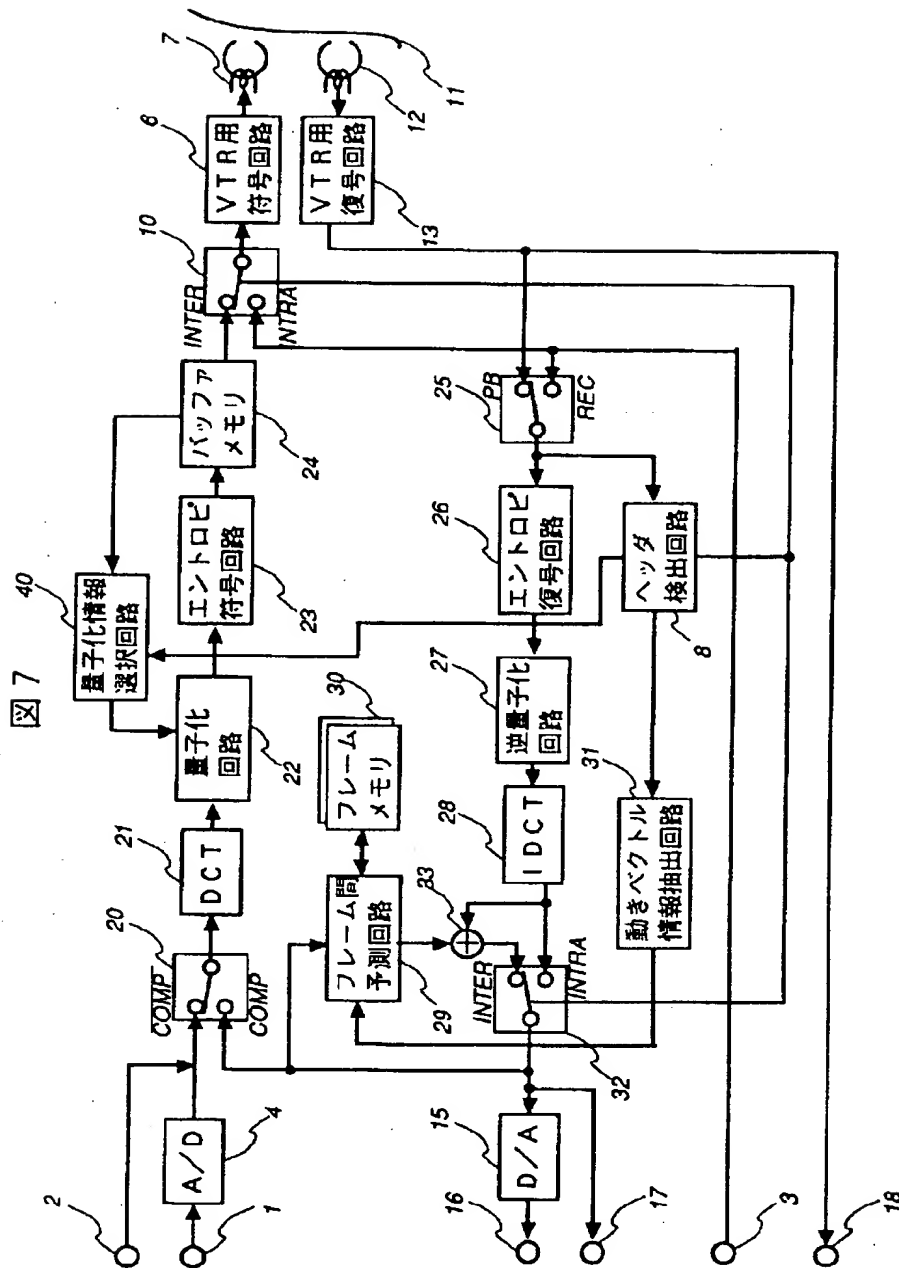 図 7
2
1
A/D
4
20
COMP
COMP
DCT
21
量子化
回路
22
40
量子化情報
選択回路
エントロピ
符号回路
23
バッファ
メモリ
24
10
INTER
INTRA
VTR用
符号回路
6
7
VTR用
復号回路
13
12
11
フレーム
メモリ
30
フレーム間
予測回路
29
33
INTER
INTRA
32
IDCT
28
逆量子化
回路
27
エントロピ
復号回路
26
25
PB
REC
ヘッダ
検出回路
8
動きベクトル
情報抽出回路
31
D/A
15
16
17
3
18